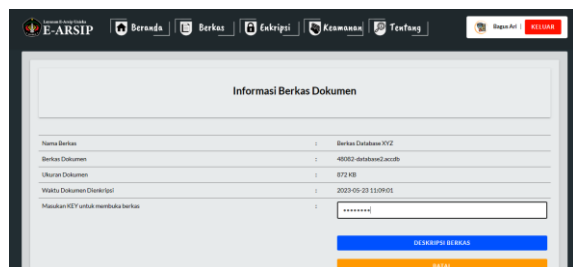 E-ARSIP Beranda Berkas Enkripsi Keamanan Tentang Bagus Ari | KELUAR
Informasi Berkas Dokumen
Nama Berkas : Berkas Database XYZ
Berkas Dokumen : 48082-database2.accdb
Ukuran Dokumen : 872 KB
Waktu Dokumen Dienkripsi : 2023-05-23 11:09:01
Masukan KEY untuk membuka berkas : ••••••••
DESKRIPSI BERKAS
BATAL